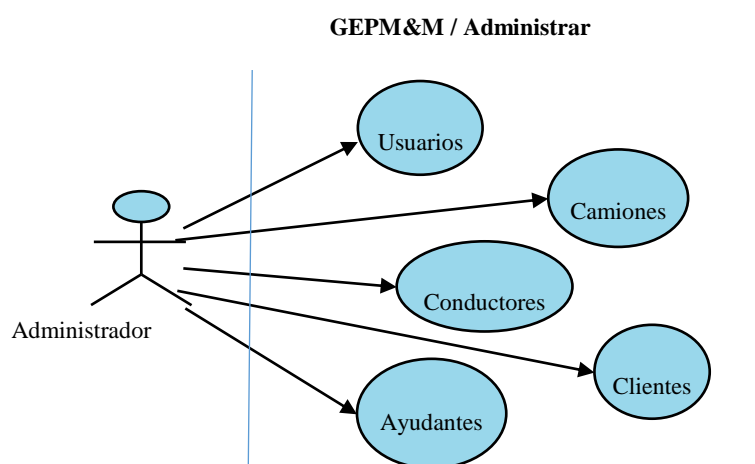 GEPM&M / Administrar
Usuarios
Camiones
Conductores
Administrador
Clientes
Ayudantes